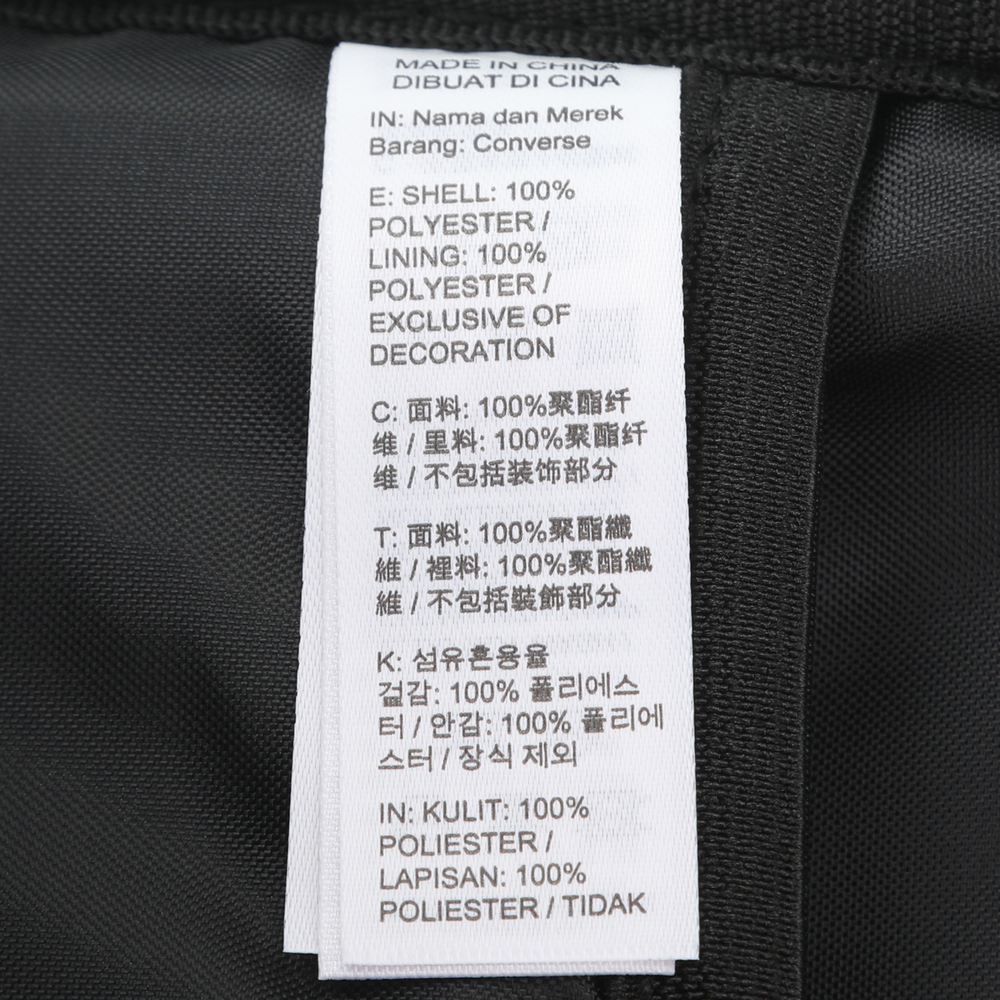 MADE IN CHINA
DIBUAT DI CINA
IN: Nama dan Merek
Barang: Converse
E: SHELL: 100%
POLYESTER /
LINING: 100%
POLYESTER /
EXCLUSIVE OF
DECORATION
C: 面料: 100%聚酯纤
维 / 里料: 100%聚酯纤
维 / 不包括装饰部分
T: 面料: 100%聚酯纖
維 / 裡料: 100%聚酯纖
維 / 不包括裝飾部分
K: 섬유혼용율
겉감: 100% 폴리에스
터 / 안감: 100% 폴리에
스터 / 장식 제외
IN: KULIT: 100%
POLIESTER /
LAPISAN: 100%
POLIESTER / TIDAK